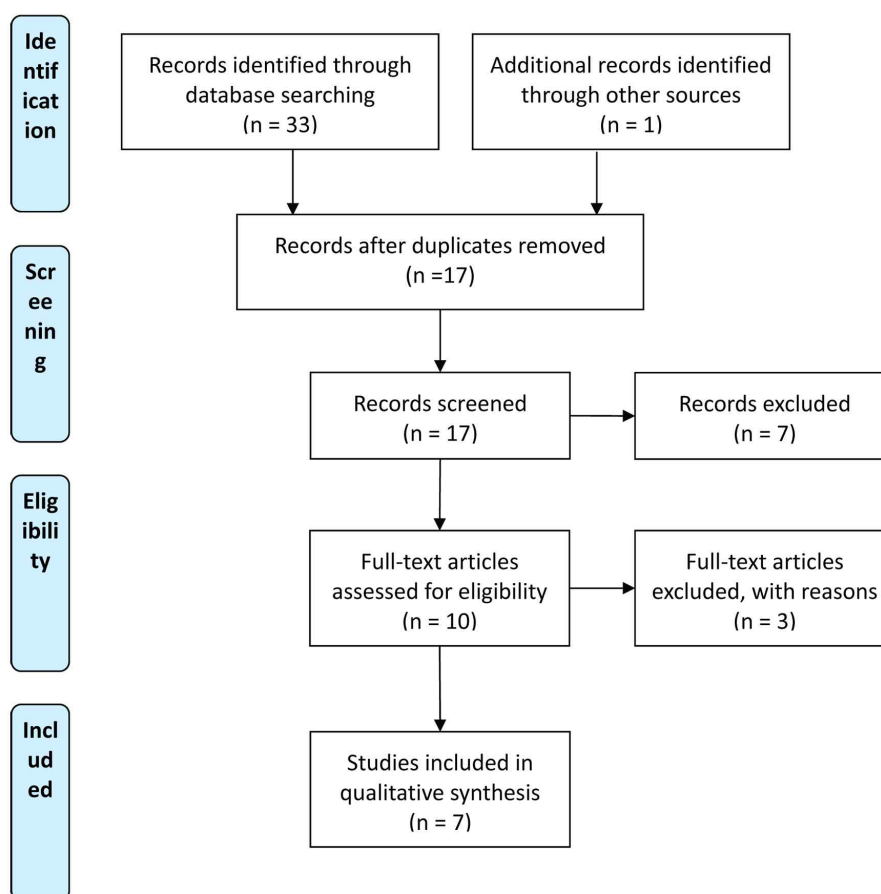 Ide
ntif
icat
ion
Records identified through
database searching
(n = 33)
Additional records identified
through other sources
(n = 1)
Records after duplicates removed
(n =17)
Scr
ee
nin
g
Records screened
(n = 17)
Records excluded
(n = 7)
Elig
ibili
ty
Full-text articles
assessed for eligibility
(n = 10)
Full-text articles
excluded, with reasons
(n = 3)
Incl
ud
ed
Studies included in
qualitative synthesis
(n = 7)